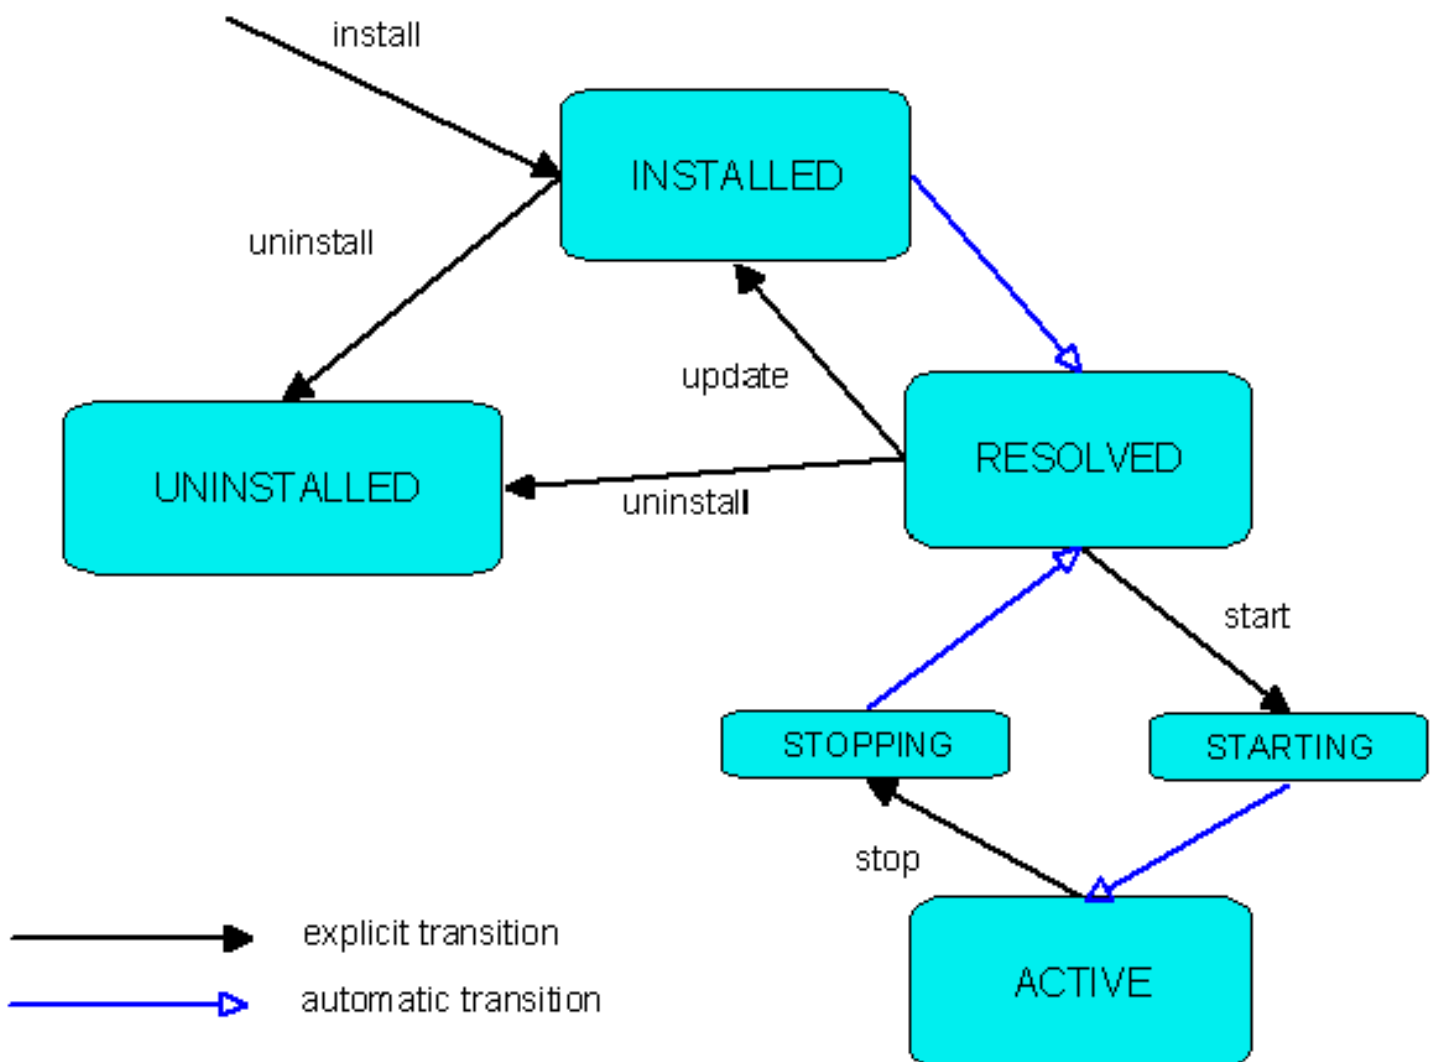 install
INSTALLED
uninstall
update
RESOLVED
UNINSTALLED
uninstall
start
STOPPING
STARTING
stop
explicit transition
ACTIVE
automatic transition